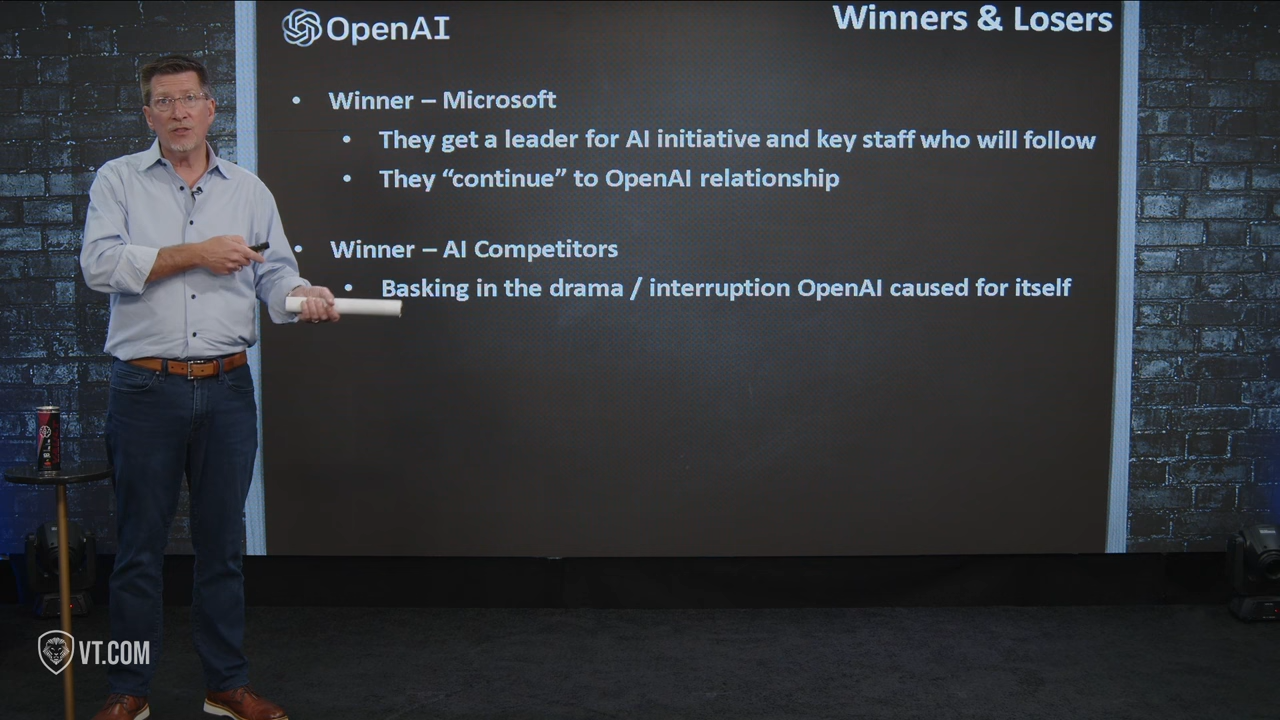 OpenAI
Winners & Losers
• Winner – Microsoft
• They get a leader for AI initiative and key staff who will follow
• They “continue” to OpenAI relationship
• Winner – AI Competitors
• Basking in the drama / interruption OpenAI caused for itself
VT.COM